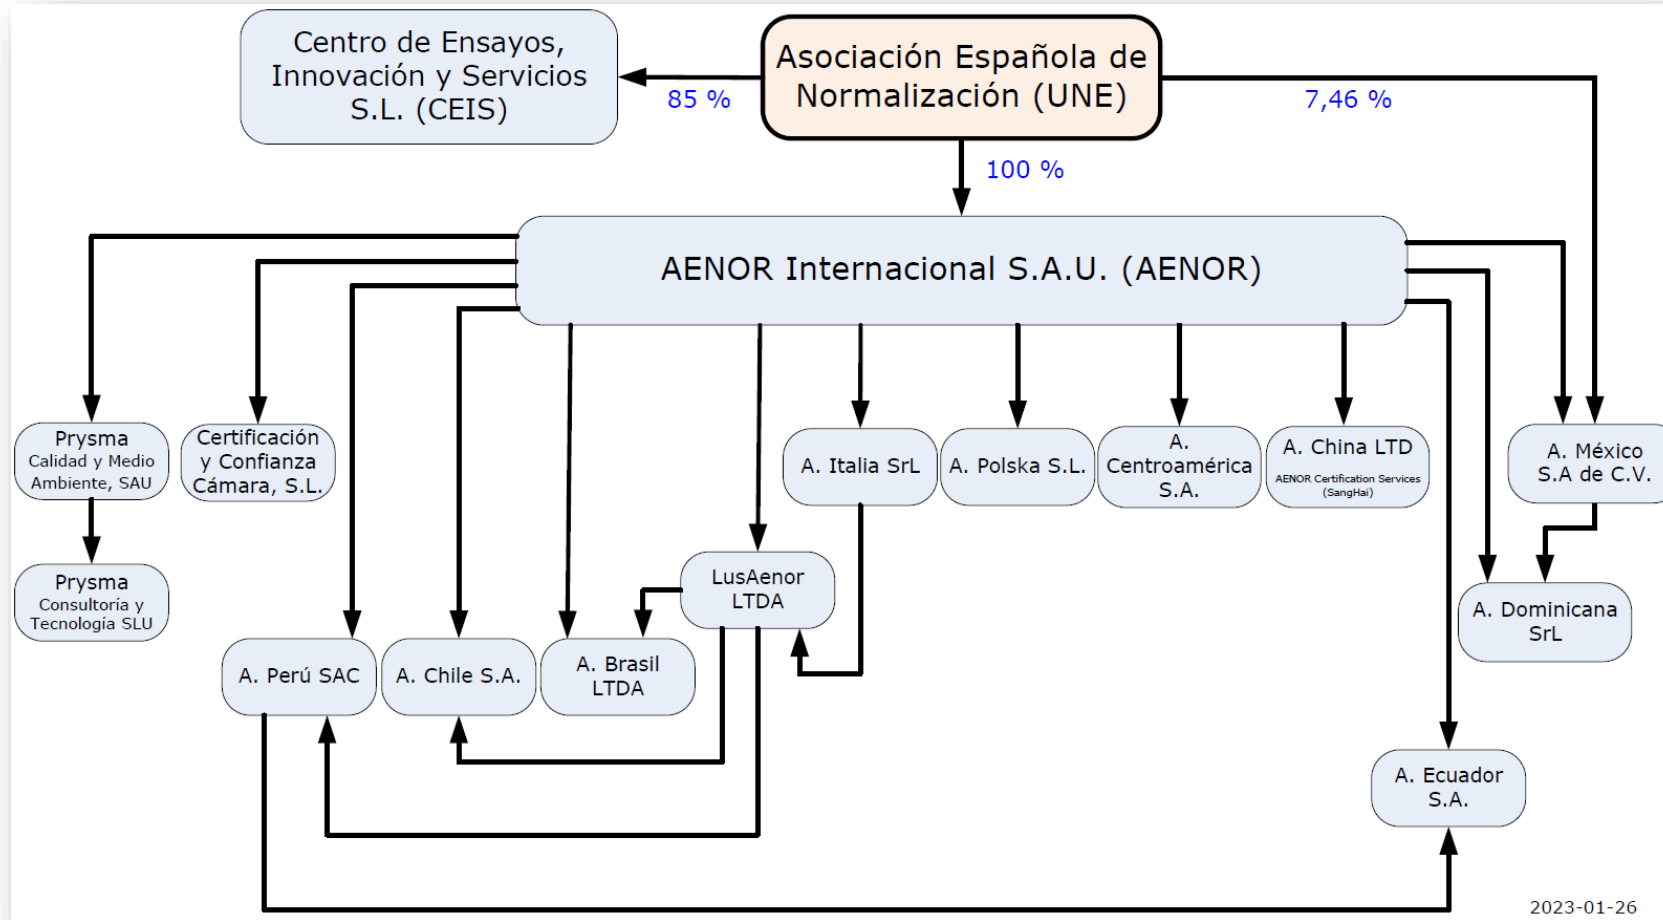 Centro de Ensayos,
Innovación y Servicios
S.L. (CEIS)
85 %
Asociación Española de
Normalización (UNE)
7,46 %
100 %
AENOR Internacional S.A.U. (AENOR)
Prysma
Calidad y Medio
Ambiente, SAU
Certificación
y Confianza
Cámara, S.L.
A. Italia SrL
A. Polska S.L.
A.
Centroamérica
S.A.
A. China LTD
AENOR Certification Services
(SangHai)
A. México
S.A de C.V.
Prysma
Consultoría y
Tecnología SLU
LusAenor
LTDA
A. Dominicana
SrL
A. Perú SAC
A. Chile S.A.
A. Brasil
LTDA
A. Ecuador
S.A.
2023-01-26